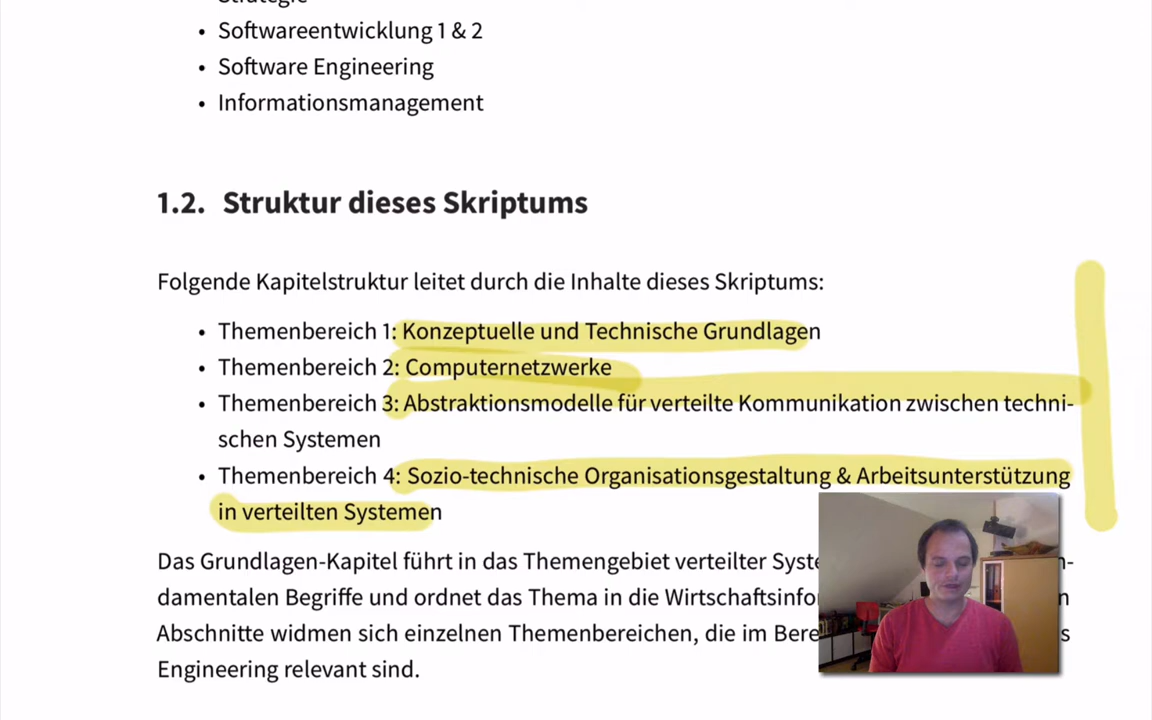 • Softwareentwicklung 1 & 2
• Software Engineering
• Informationsmanagement
1.2. Struktur dieses Skriptums
Folgende Kapitelstruktur leitet durch die Inhalte dieses Skriptums:
• Themenbereich 1: Konzeptuelle und Technische Grundlagen
• Themenbereich 2: Computernetzwerke
• Themenbereich 3: Abstraktionsmodelle für verteilte Kommunikation zwischen techni-
schen Systemen
• Themenbereich 4: Sozio-technische Organisationsgestaltung & Arbeitsunterstützung
in verteilten Systemen
Das Grundlagen-Kapitel führt in das Themengebiet verteilter
damentalen Begriffe und ordnet das Thema in die
Abschnitte widmen sich einzelnen Themenbereichen, die im
Engineering relevant sind.